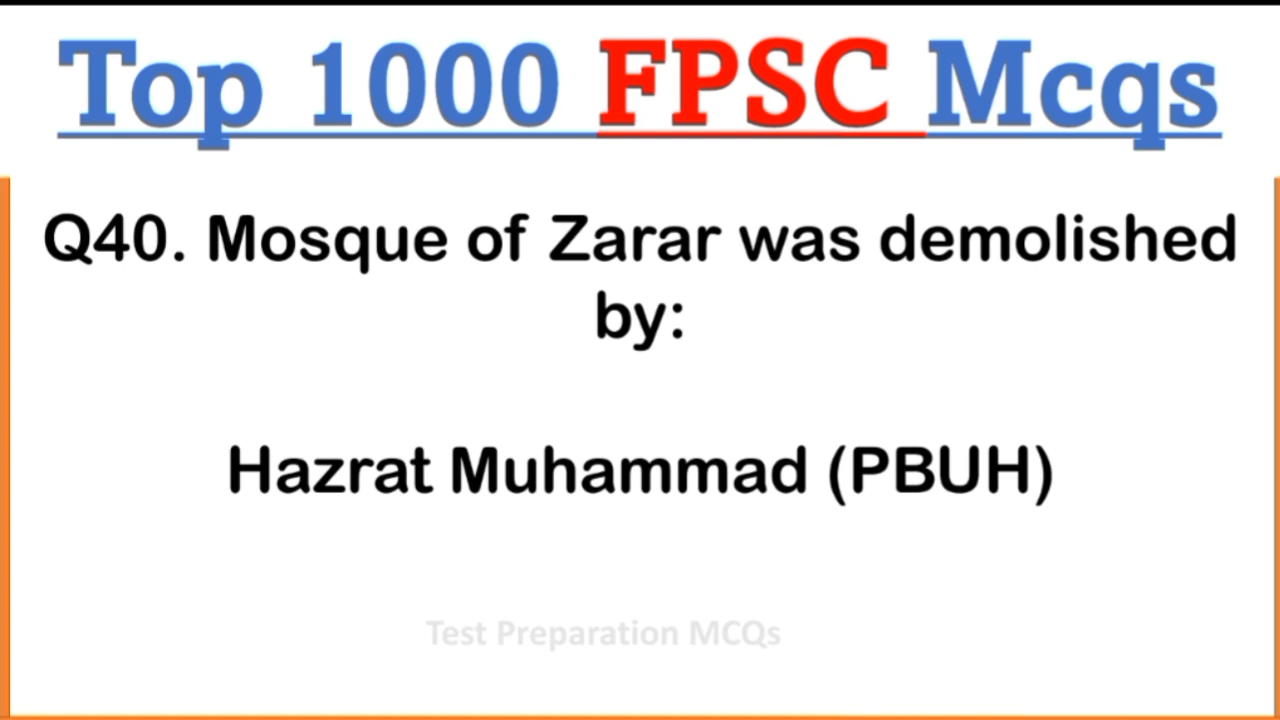 Top 1000 FPSC Mcqs
Q40. Mosque of Zarar was demolished
by:
Hazrat Muhammad (PBUH)
Test Preparation MCQs